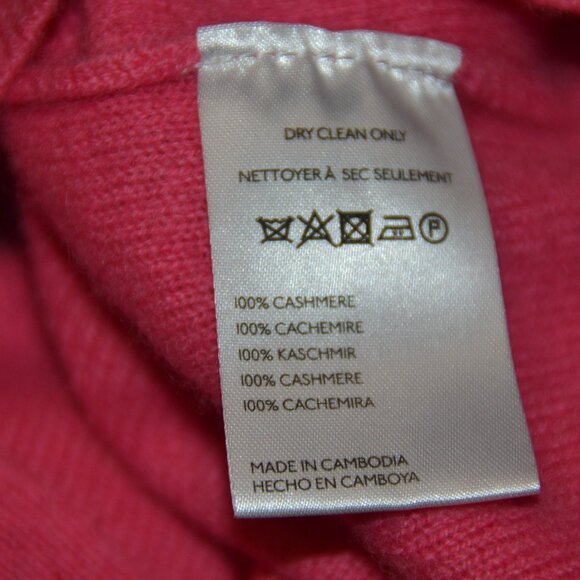 DRY CLEAN ONLY
NETTOYER À SEC SEULEMENT
P
100% CASHMERE
100% CACHEMIRE
100% KASCHMIR
100% CASHMERE
100% CACHEMIRA
MADE IN CAMBODIA
HECHO EN CAMBOYA